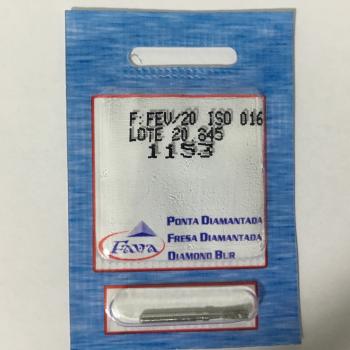 F:FEV/20 ISO 016
LOTE 20.845
1153
Fava
PONTA DIAMANTADA
FRESA DIAMANTADA
DIAMOND BUR